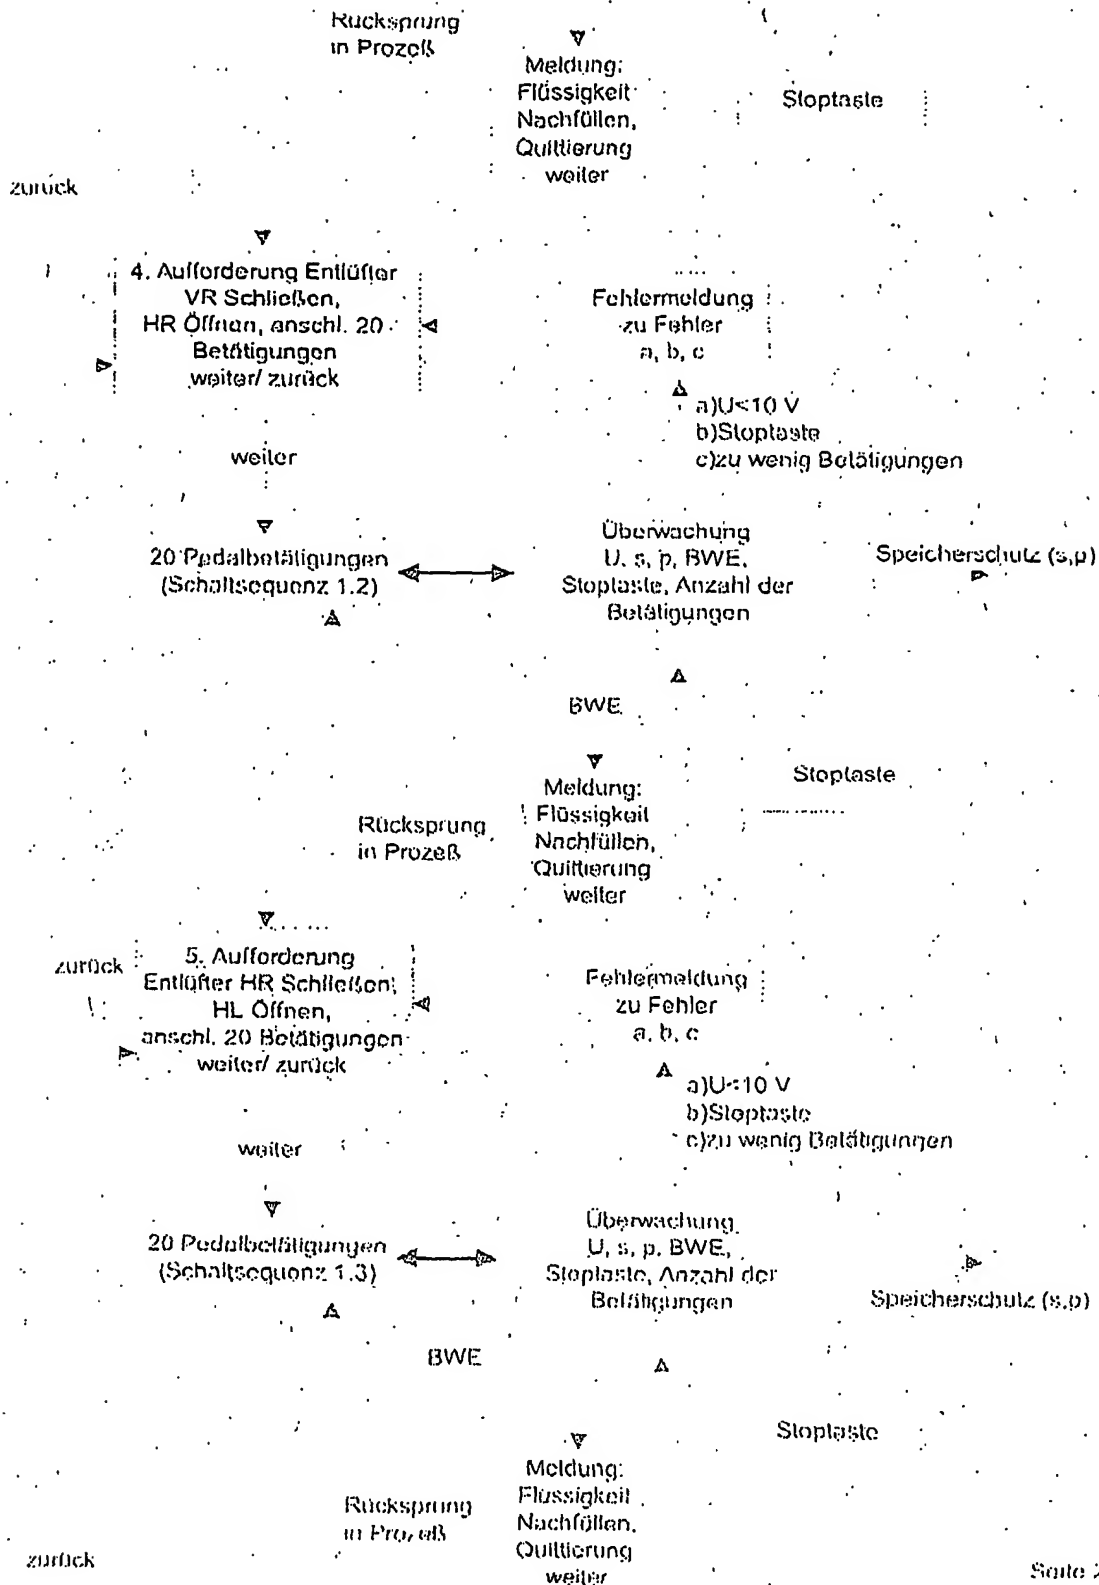 Rücksprung
in Prozeß
Meldung:
Flüssigkeit
Nachfüllen,
Quittierung
weiter
Stoptaste
zurück
4. Aufforderung Entlüfter
VR Schließen,
HR Öffnen, anschl. 20
Betätigungen
weiter/ zurück
Fehlermeldung
zu Fehler
a, b, c
a)U<10 V
b)Stoptaste
c)zu wenig Betätigungen
weiter
20 Pedalbetätigungen
(Schaltsequenz 1.2)
Überwachung
U, s, p, BWE,
Stoptaste, Anzahl der
Betätigungen
Speicherschutz (s,p)
BWE
Stoptaste
Meldung:
Flüssigkeit
Nachfüllen,
Quittierung
weiter
Rücksprung
in Prozeß
zurück
5. Aufforderung
Entlüfter HR Schließen,
HL Öffnen,
anschl. 20 Betätigungen
weiter/ zurück
Fehlermeldung
zu Fehler
a, b, c
a)U<10 V
b)Stoptaste
c)zu wenig Betätigungen
weiter
20 Pedalbetätigungen
(Schaltsequenz 1.3)
Überwachung
U, s, p, BWE,
Stoptaste, Anzahl der
Betätigungen
Speicherschutz (s,p)
BWE
Stoptaste
Meldung:
Flüssigkeit
Nachfüllen,
Quittierung
weiter
Rücksprung
in Prozeß
zurück
Seite 2